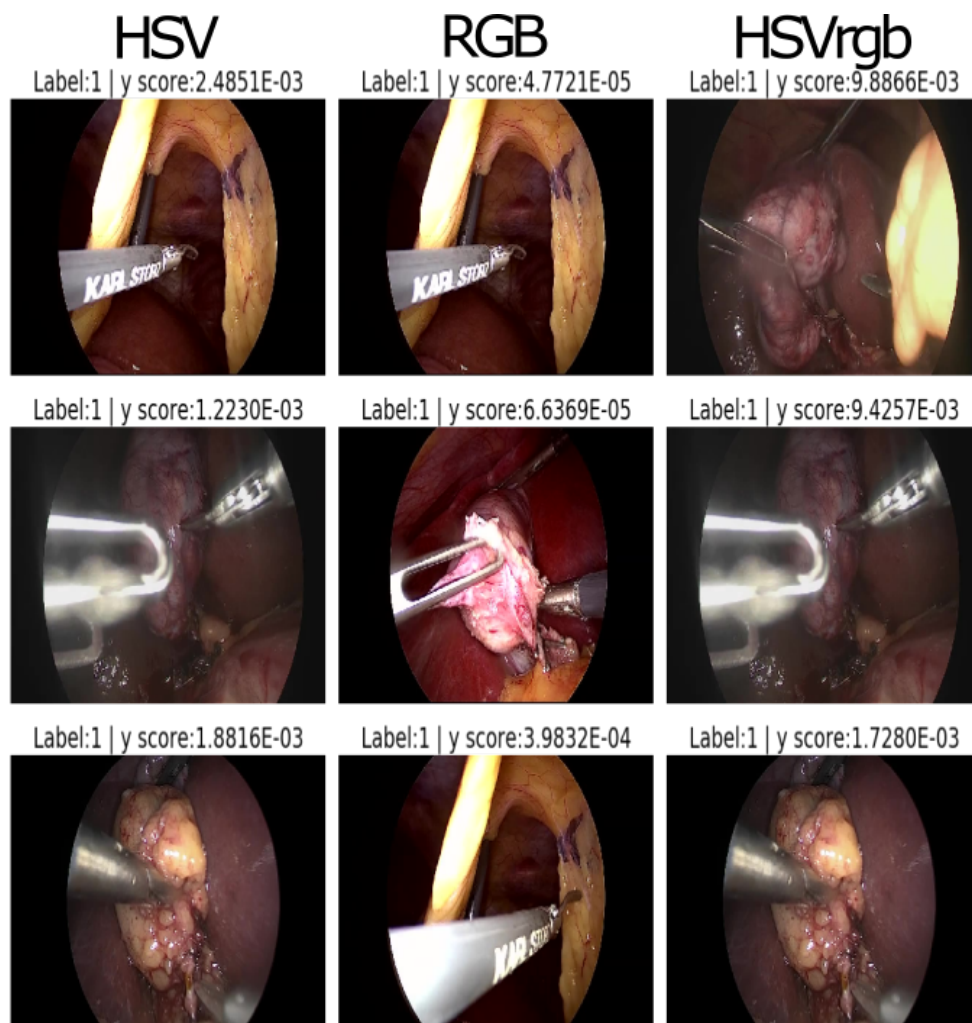 HSV RGB HSVrgb
Label:1 | y score:2.4851E-03 Label:1 | y score:4.7721E-05 Label:1 | y score:9.8866E-03
KARL STORZ KARL STORZ
Label:1 | y score:1.2230E-03 Label:1 | y score:6.6369E-05 Label:1 | y score:9.4257E-03
Label:1 | y score:1.8816E-03 Label:1 | y score:3.9832E-04 Label:1 | y score:1.7280E-03
KARL STORZ